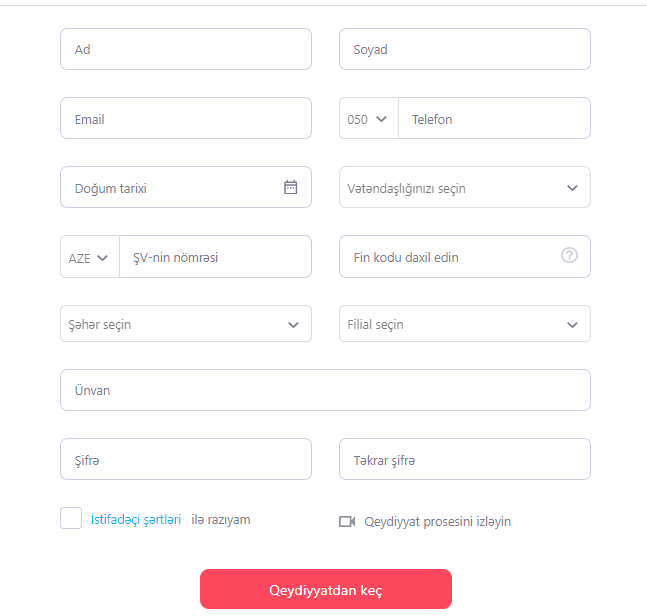 Ad
Soyad
Email
050
Telefon
Doğum tarixi
Vətəndaşlığınızı seçin
AZE
ŞV-nin nömrəsi
Fin kodu daxil edin
?
Şəhər seçin
Filial seçin
Ünvan
Şifrə
Təkrar şifrə
İstifadəçi şərtləri ilə razıyam
Qeydiyyat prosesini izləyin
Qeydiyyatdan keç